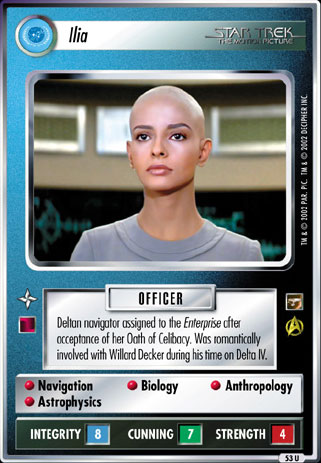 Ilia
STAR TREK
THE MOTION PICTURE
TM & © 2002 PAR. PIC. TM & © 2002 DECIPHER INC.
OFFICER
Deltan navigator assigned to the Enterprise after
acceptance of her Oath of Celibacy. Was romantically
involved with Willard Decker during his time on Delta IV.
Navigation Biology Anthropology
Astrophysics
INTEGRITY 8 CUNNING 7 STRENGTH 4
53 U